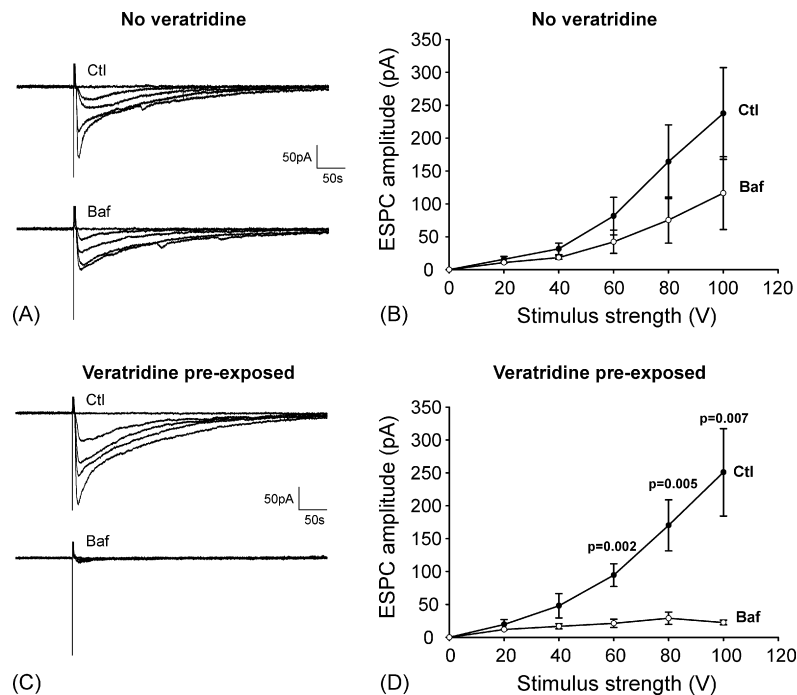 No veratridine
Ctl
50pA
50s
Baf
(A)
350
300
250
200
150
100
50
0
ESPC amplitude (pA)
Ctl
Baf
0 20 40 60 80 100 120
Stimulus strength (V)
(B)
Veratridine pre-exposed
Ctl
50pA
50s
Baf
(C)
Veratridine pre-exposed
350
300
250
200
150
100
50
0
ESPC amplitude (pA)
p=0.007
p=0.005
p=0.002
Ctl
Baf
0 20 40 60 80 100 120
Stimulus strength (V)
(D)